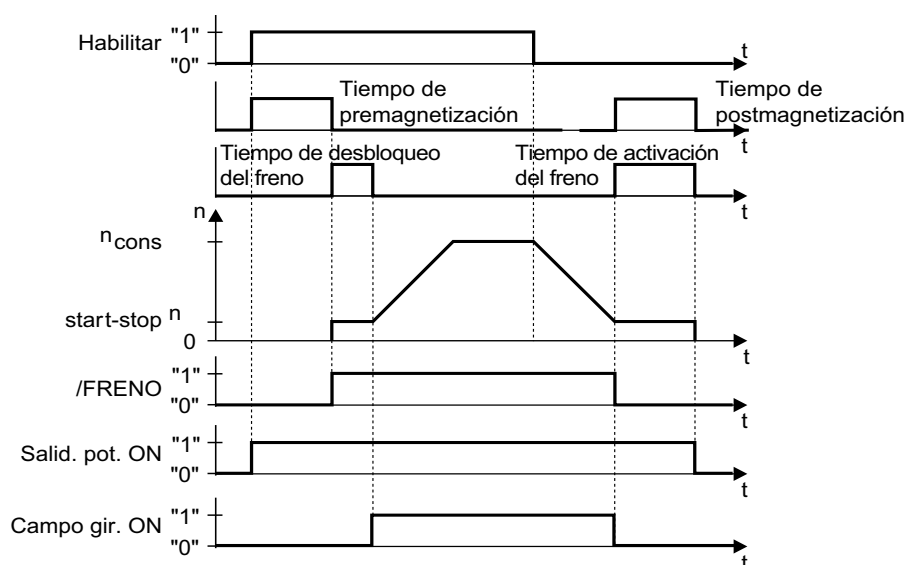 Habilitar "1"
"0"
t
Tiempo de
premagnetización
Tiempo de
postmagnetización
t
Tiempo de desbloqueo
del freno
Tiempo de activación
del freno
t
n
n cons
start-stop n
0
t
/FRENO "1"
"0"
t
Salid. pot. ON "1"
"0"
t
Campo gir. ON "1"
"0"
t